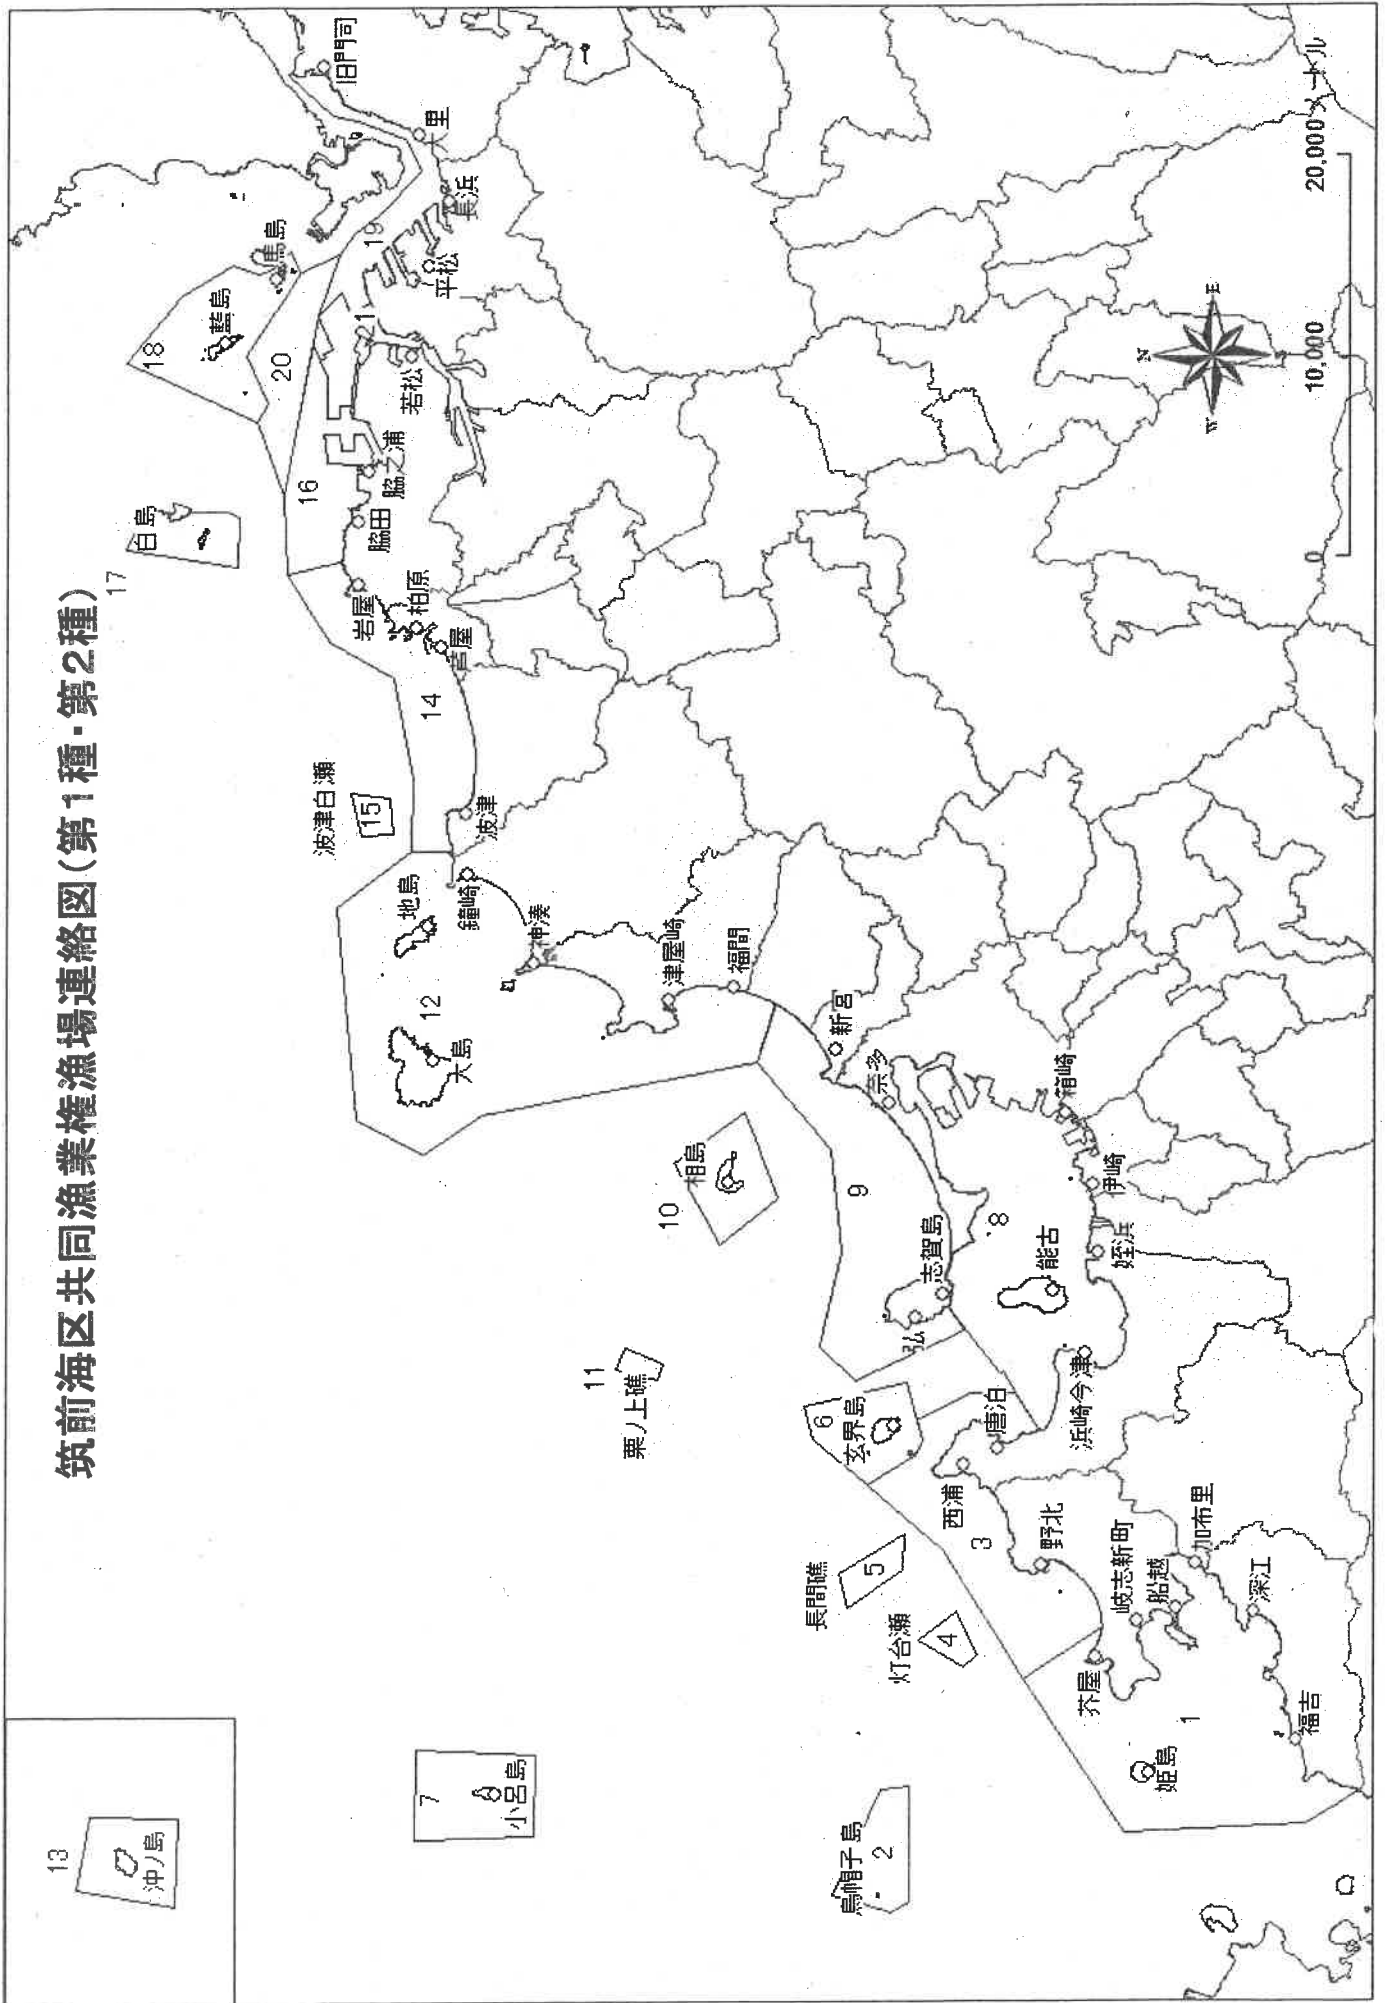 筑前海区共同漁業権漁場連絡図(第1種・第2種)
13
沖ノ島
7
小呂島
烏帽子島
2
灯台瀬
4
長間礁
5
11
栗ノ上礁
10
相島
6
玄界島
1
姫島
福吉
深江
加布里
船越
岐志新町
芥屋
3
野北
西浦
唐泊
浜崎今津
8
能古
姪浜
伊崎
箱崎
弘
志賀島
9
奈多
新宮
福間
津屋崎
神湊
12
大島
地島
鐘崎
波津白瀬
15
波津
14
芦屋
柏原
岩屋
17
白島
16
脇田
脇之浦
若松
21
20
18
藍島
馬島
19
平松
長浜
大里
旧門司
N
E
W
0
10,000
20,000メートル